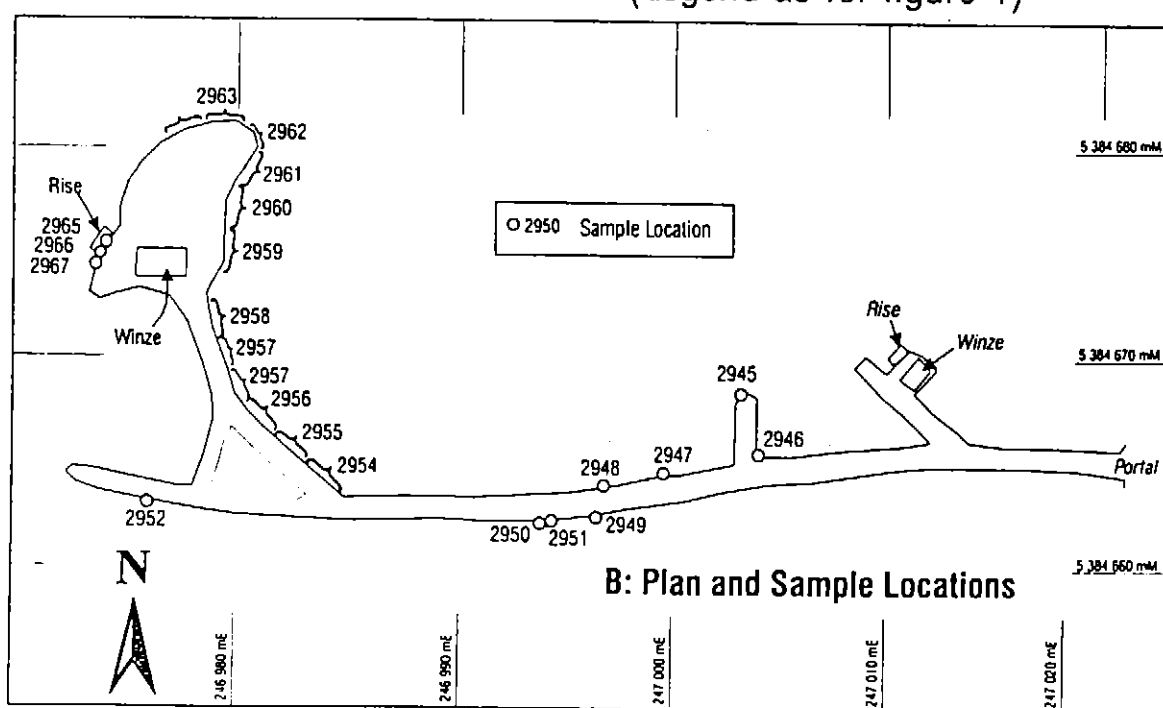 2963
2962
5 384 680 mM
2961
Rise
2960
2965
2966
2967
2950 Sample Location
2959
2958
Winze
Rise
Winze
2957
5 384 670 mM
2957
2945
2956
2955
2946
2954
2947
2948
Portal
2952
2950
2951
2949
N
B: Plan and Sample Locations
5 384 660 mM
246 980 mE
246 990 mE
247 000 mE
247 010 mE
247 020 mE